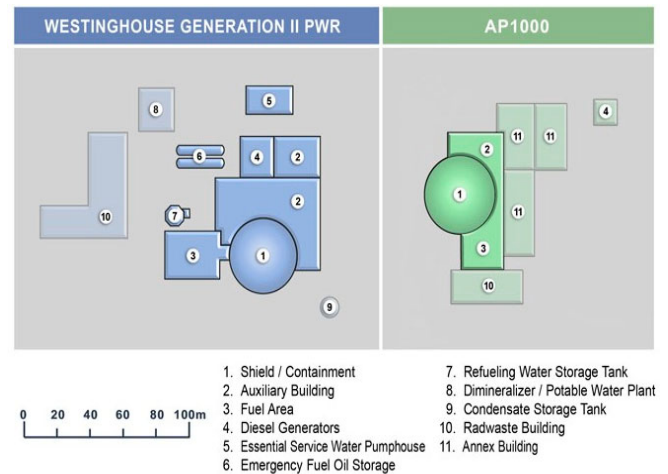 WESTINGHOUSE GENERATION II PWR
AP1000
8
5
6
4
2
2
10
7
3
1
9
4
11
11
2
1
11
3
10
0 20 40 60 80 100m
1. Shield / Containment
2. Auxiliary Building
3. Fuel Area
4. Diesel Generators
5. Essential Service Water Pumphouse
6. Emergency Fuel Oil Storage
7. Refueling Water Storage Tank
8. Dimineralizer / Potable Water Plant
9. Condensate Storage Tank
10. Radwaste Building
11. Annex Building